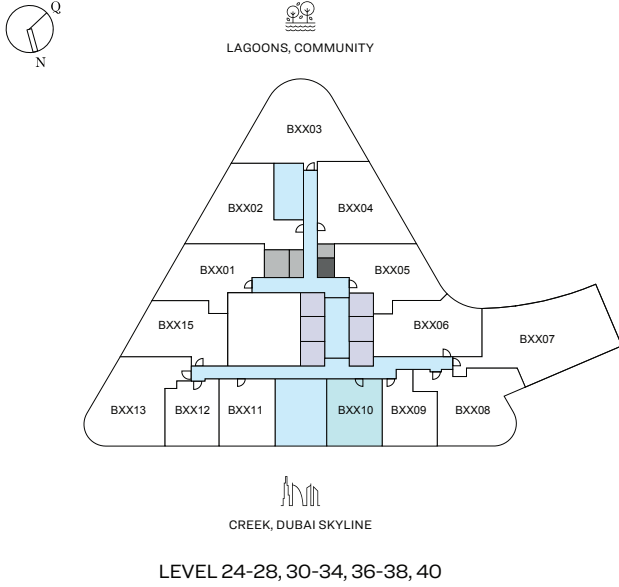 Q
N
LAGOONS, COMMUNITY
BXX03
BXX02
BXX04
BXX01
BXX05
BXX15
BXX06
BXX07
BXX13
BXX12
BXX11
BXX10
BXX09
BXX08
CREEK, DUBAI SKYLINE
LEVEL 24-28, 30-34, 36-38, 40